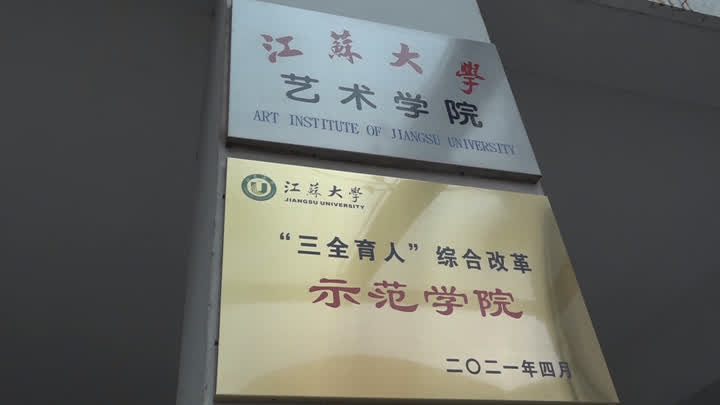 江蘇大學
艺术学院
ART INSTITUTE OF JIANGSU UNIVERSITY
江蘇大學
JIANGSU UNIVERSITY
“三全育人”综合改革
示范学院
二〇二一年四月